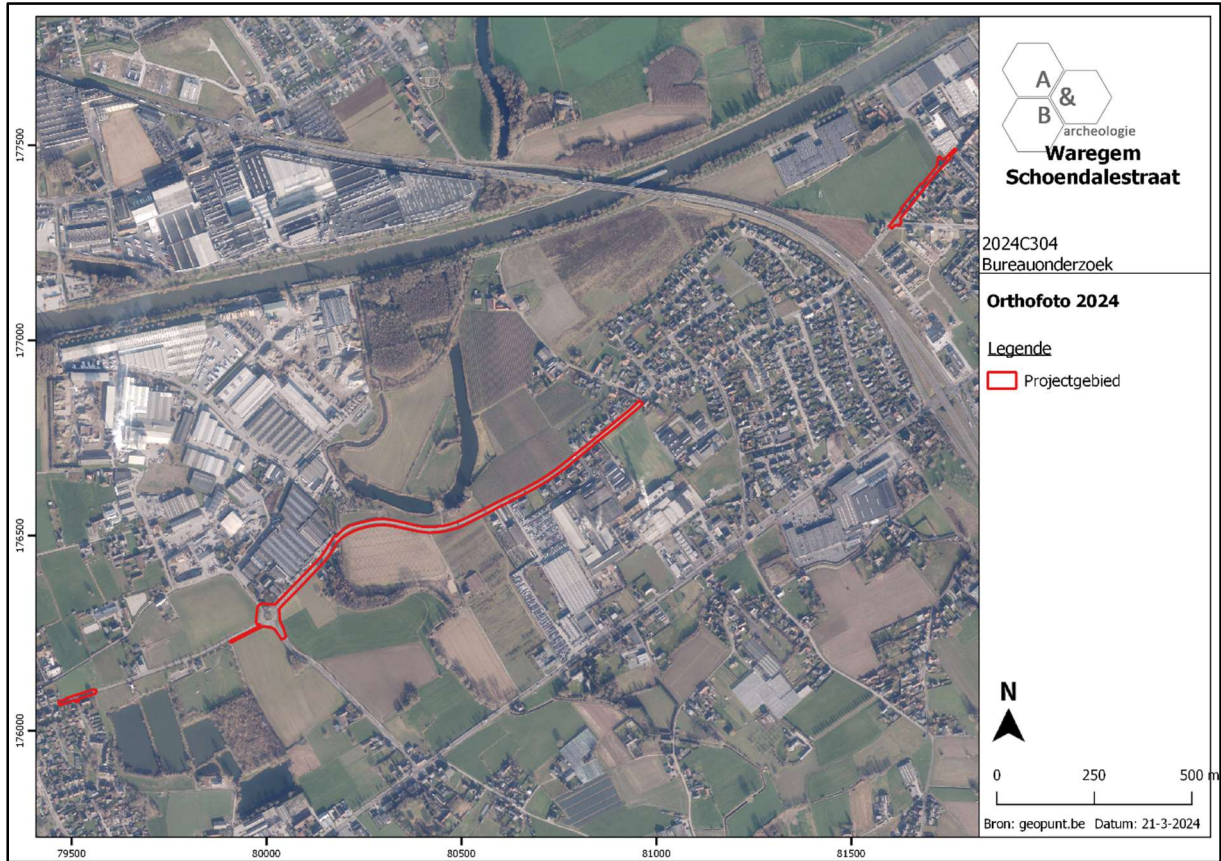 A
&
B
archeologie
Waregem
Schoendalestraat
2024C304
Bureauonderzoek
Orthofoto 2024
Legende
Projectgebied
N
0 250 500 m
Bron: geopunt.be Datum: 21-3-2024
177500
177000
176500
176000
79500 80000 80500 81000 81500